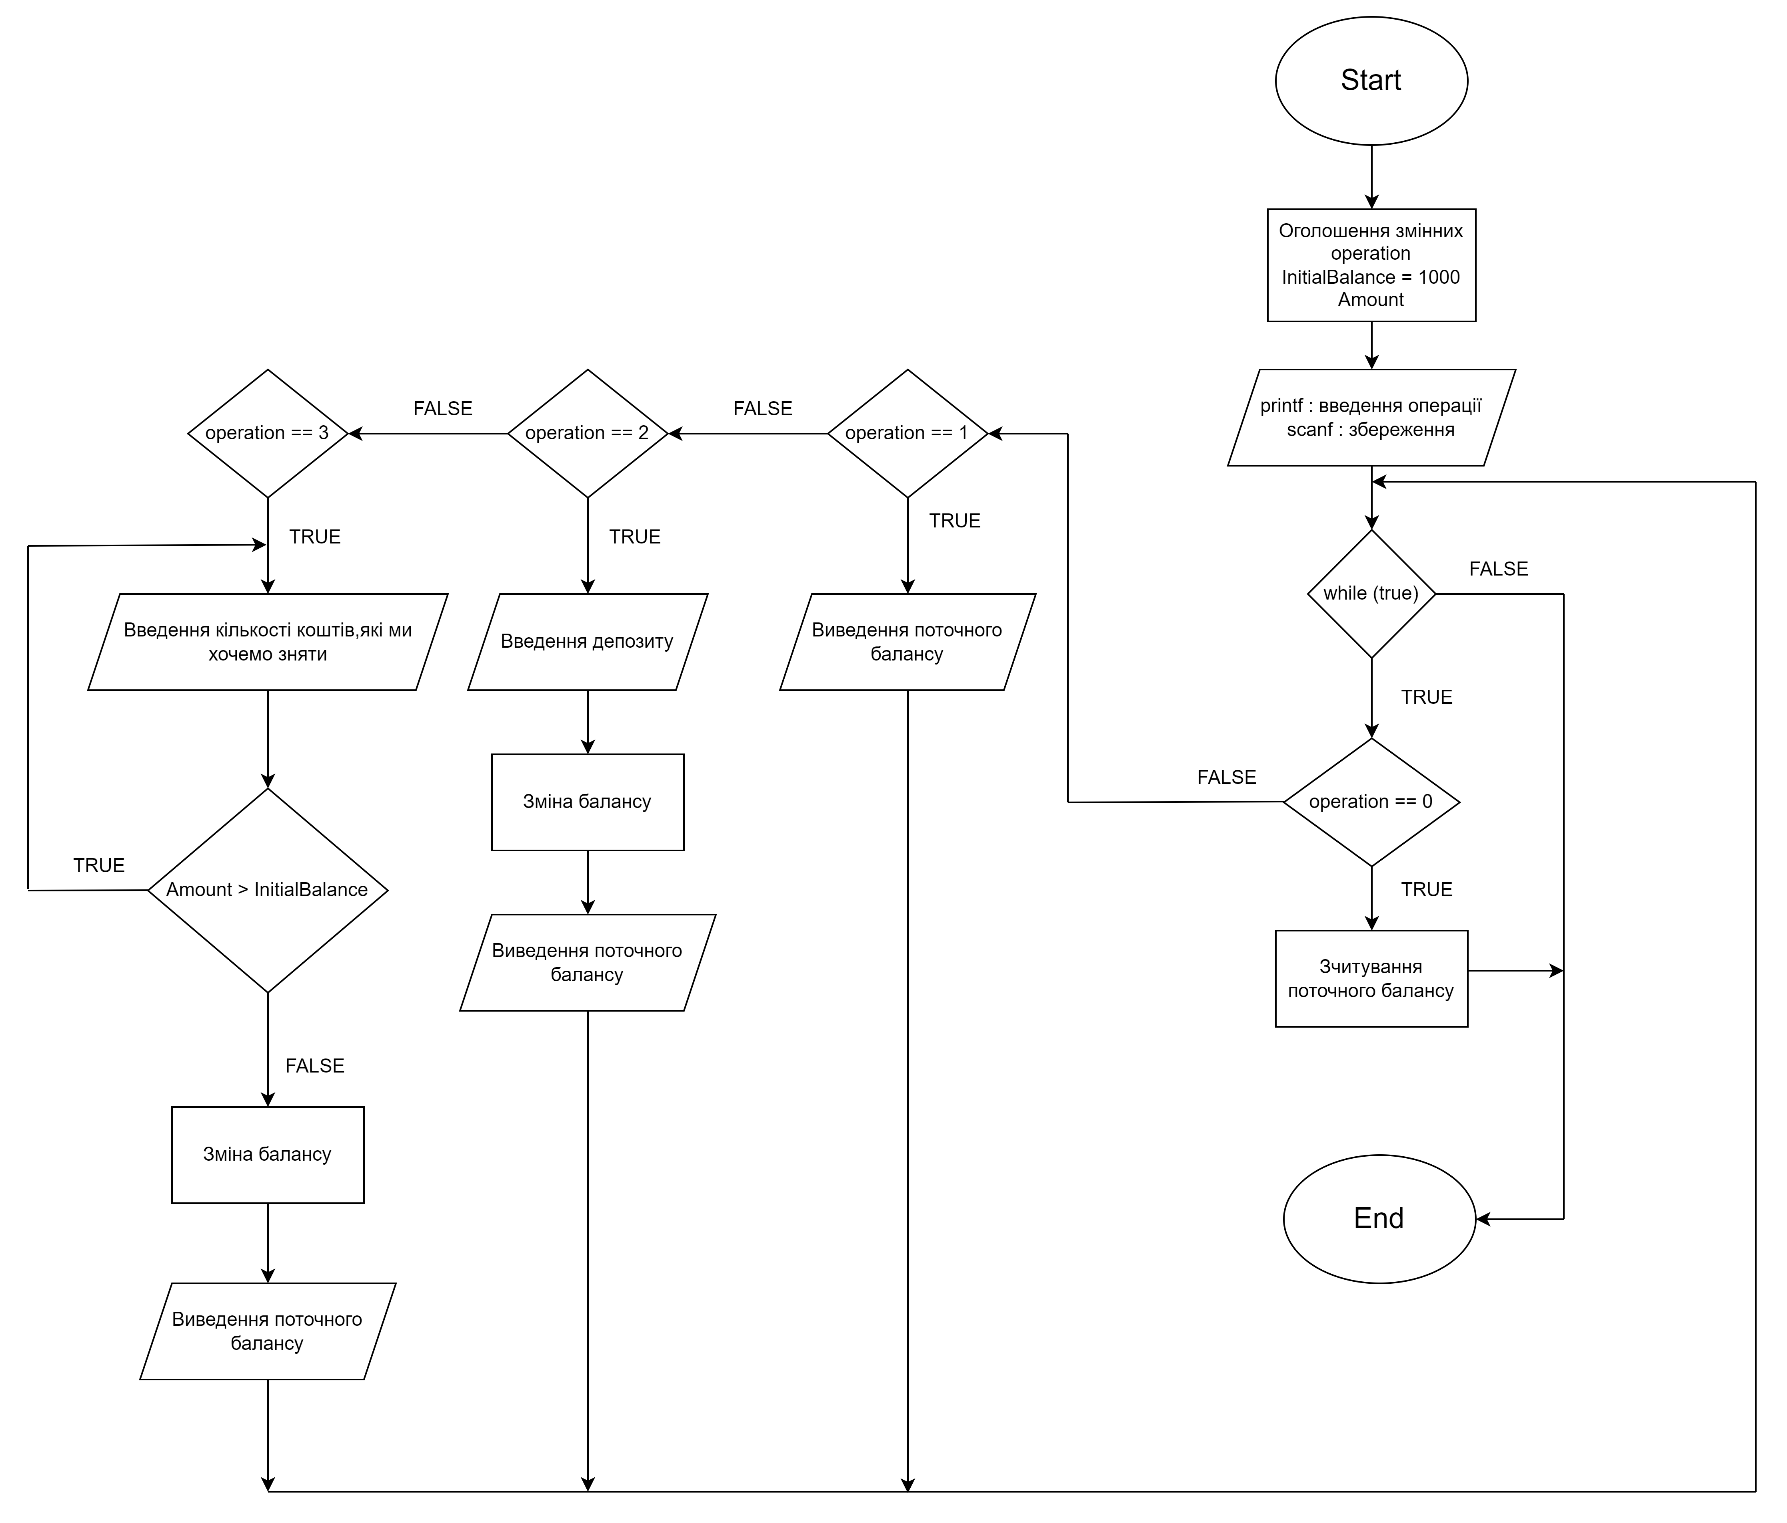 Start
Оголошення змінних
operation
InitialBalance = 1000
Amount
printf : введення операції
scanf : збереження
while (true)
FALSE
TRUE
operation == 0
FALSE
TRUE
Зчитування
поточного балансу
End
operation == 1
FALSE
TRUE
Виведення поточного
балансу
operation == 2
FALSE
TRUE
Введення депозиту
Зміна балансу
Виведення поточного
балансу
operation == 3
TRUE
Введення кількості коштів,які ми
хочемо зняти
Amount > InitialBalance
TRUE
FALSE
Зміна балансу
Виведення поточного
балансу